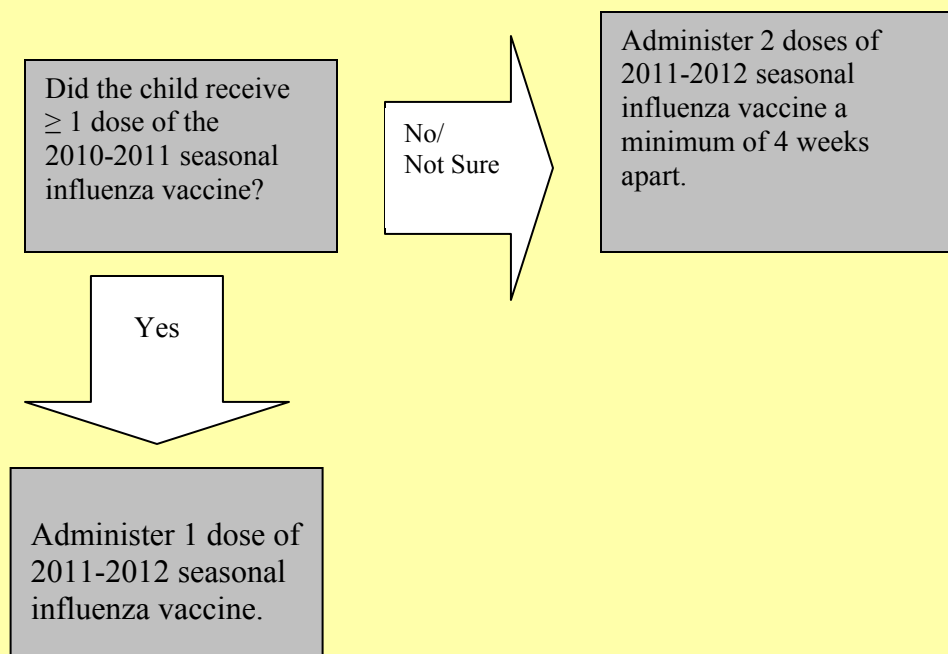 Did the child receive
≥ 1 dose of the
2010-2011 seasonal
influenza vaccine?
No/
Not Sure
Administer 2 doses of
2011-2012 seasonal
influenza vaccine a
minimum of 4 weeks
apart.
Yes
Administer 1 dose of
2011-2012 seasonal
influenza vaccine.